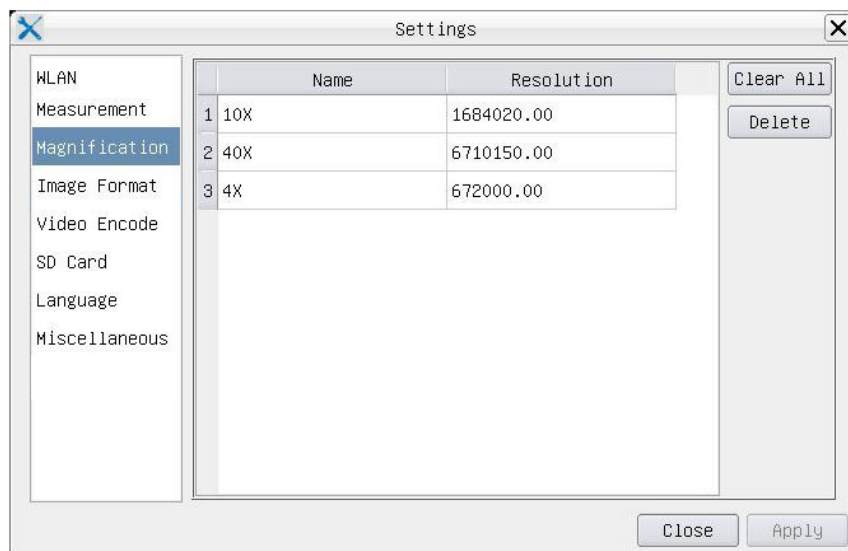 Settings
WLAN
Measurement
Magnification
Image Format
Video Encode
SD Card
Language
Miscellaneous
Name Resolution
1 10X 1684020.00
2 40X 6710150.00
3 4X 672000.00
Clear All
Delete
Close Apply